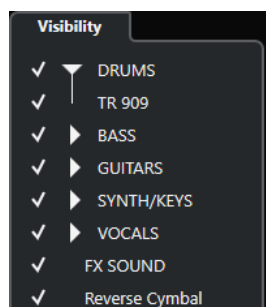 Visibility
DRUMS
TR 909
BASS
GUITARS
SYNTH/KEYS
VOCALS
FX SOUND
Reverse Cymbal